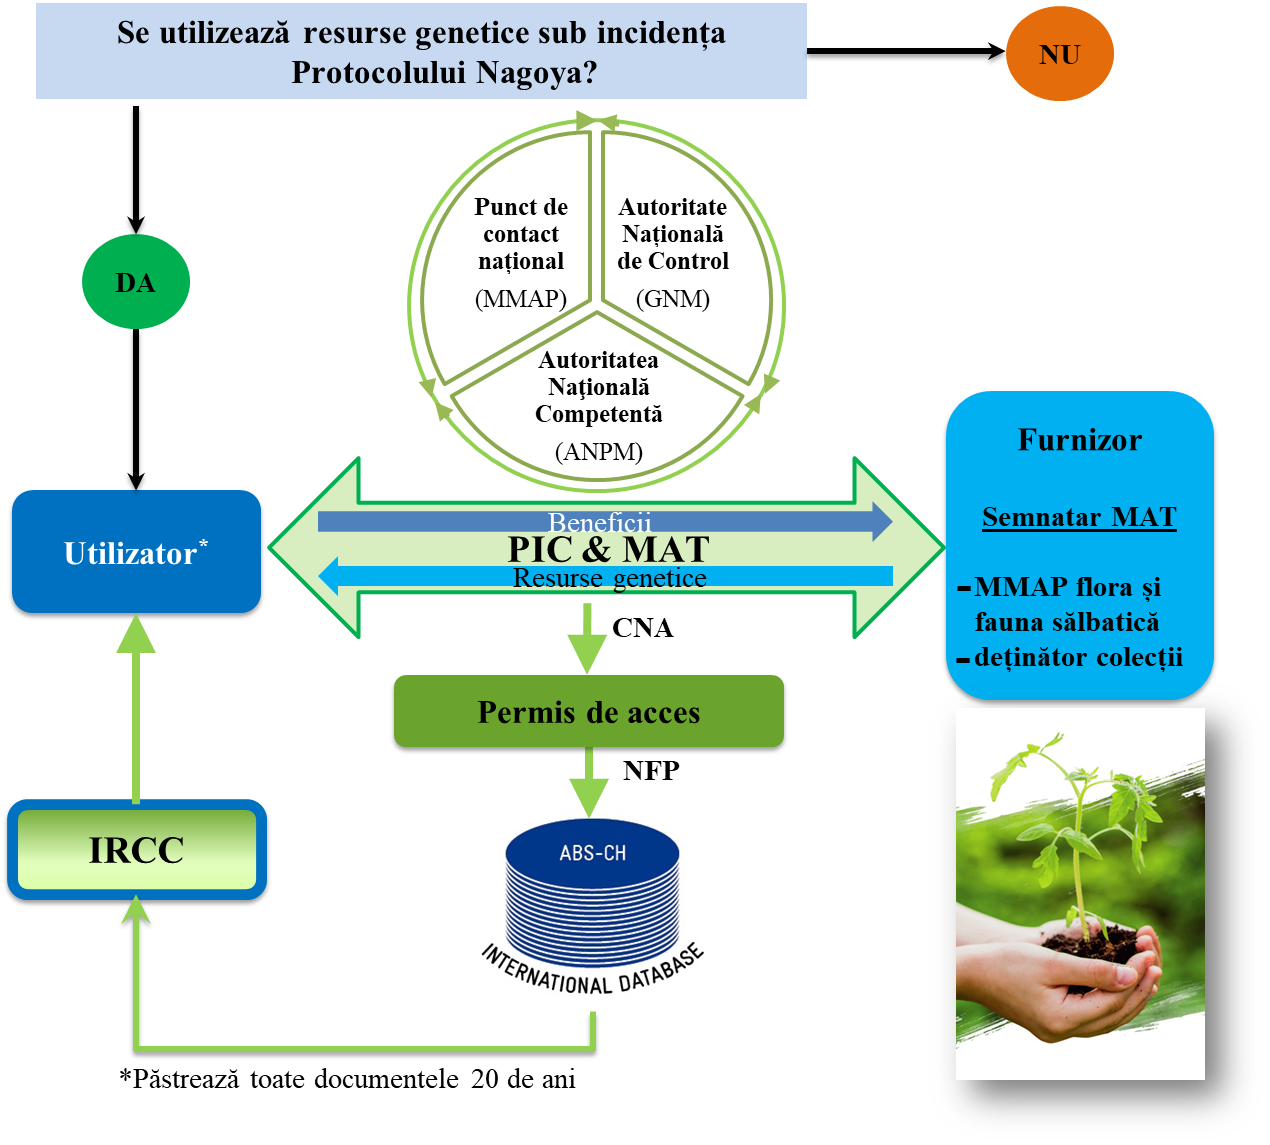 Se utilizează resurse genetice sub incidența
Protocolului Nagoya?
NU
DA
Punct de
contact
național
(MMAP)
Autoritate
Națională
de Control
(GNM)
Autoritatea
Naţională
Competentă
(ANPM)
Utilizator*
Beneficii
PIC & MAT
Resurse genetice
Furnizor
Semnatar MAT
-MMAP flora și
fauna sălbatică
-deținător colecții
CNA
Permis de acces
NFP
ABS-CH
INTERNATIONAL DATABASE
IRCC
*Păstrează toate documentele 20 de ani